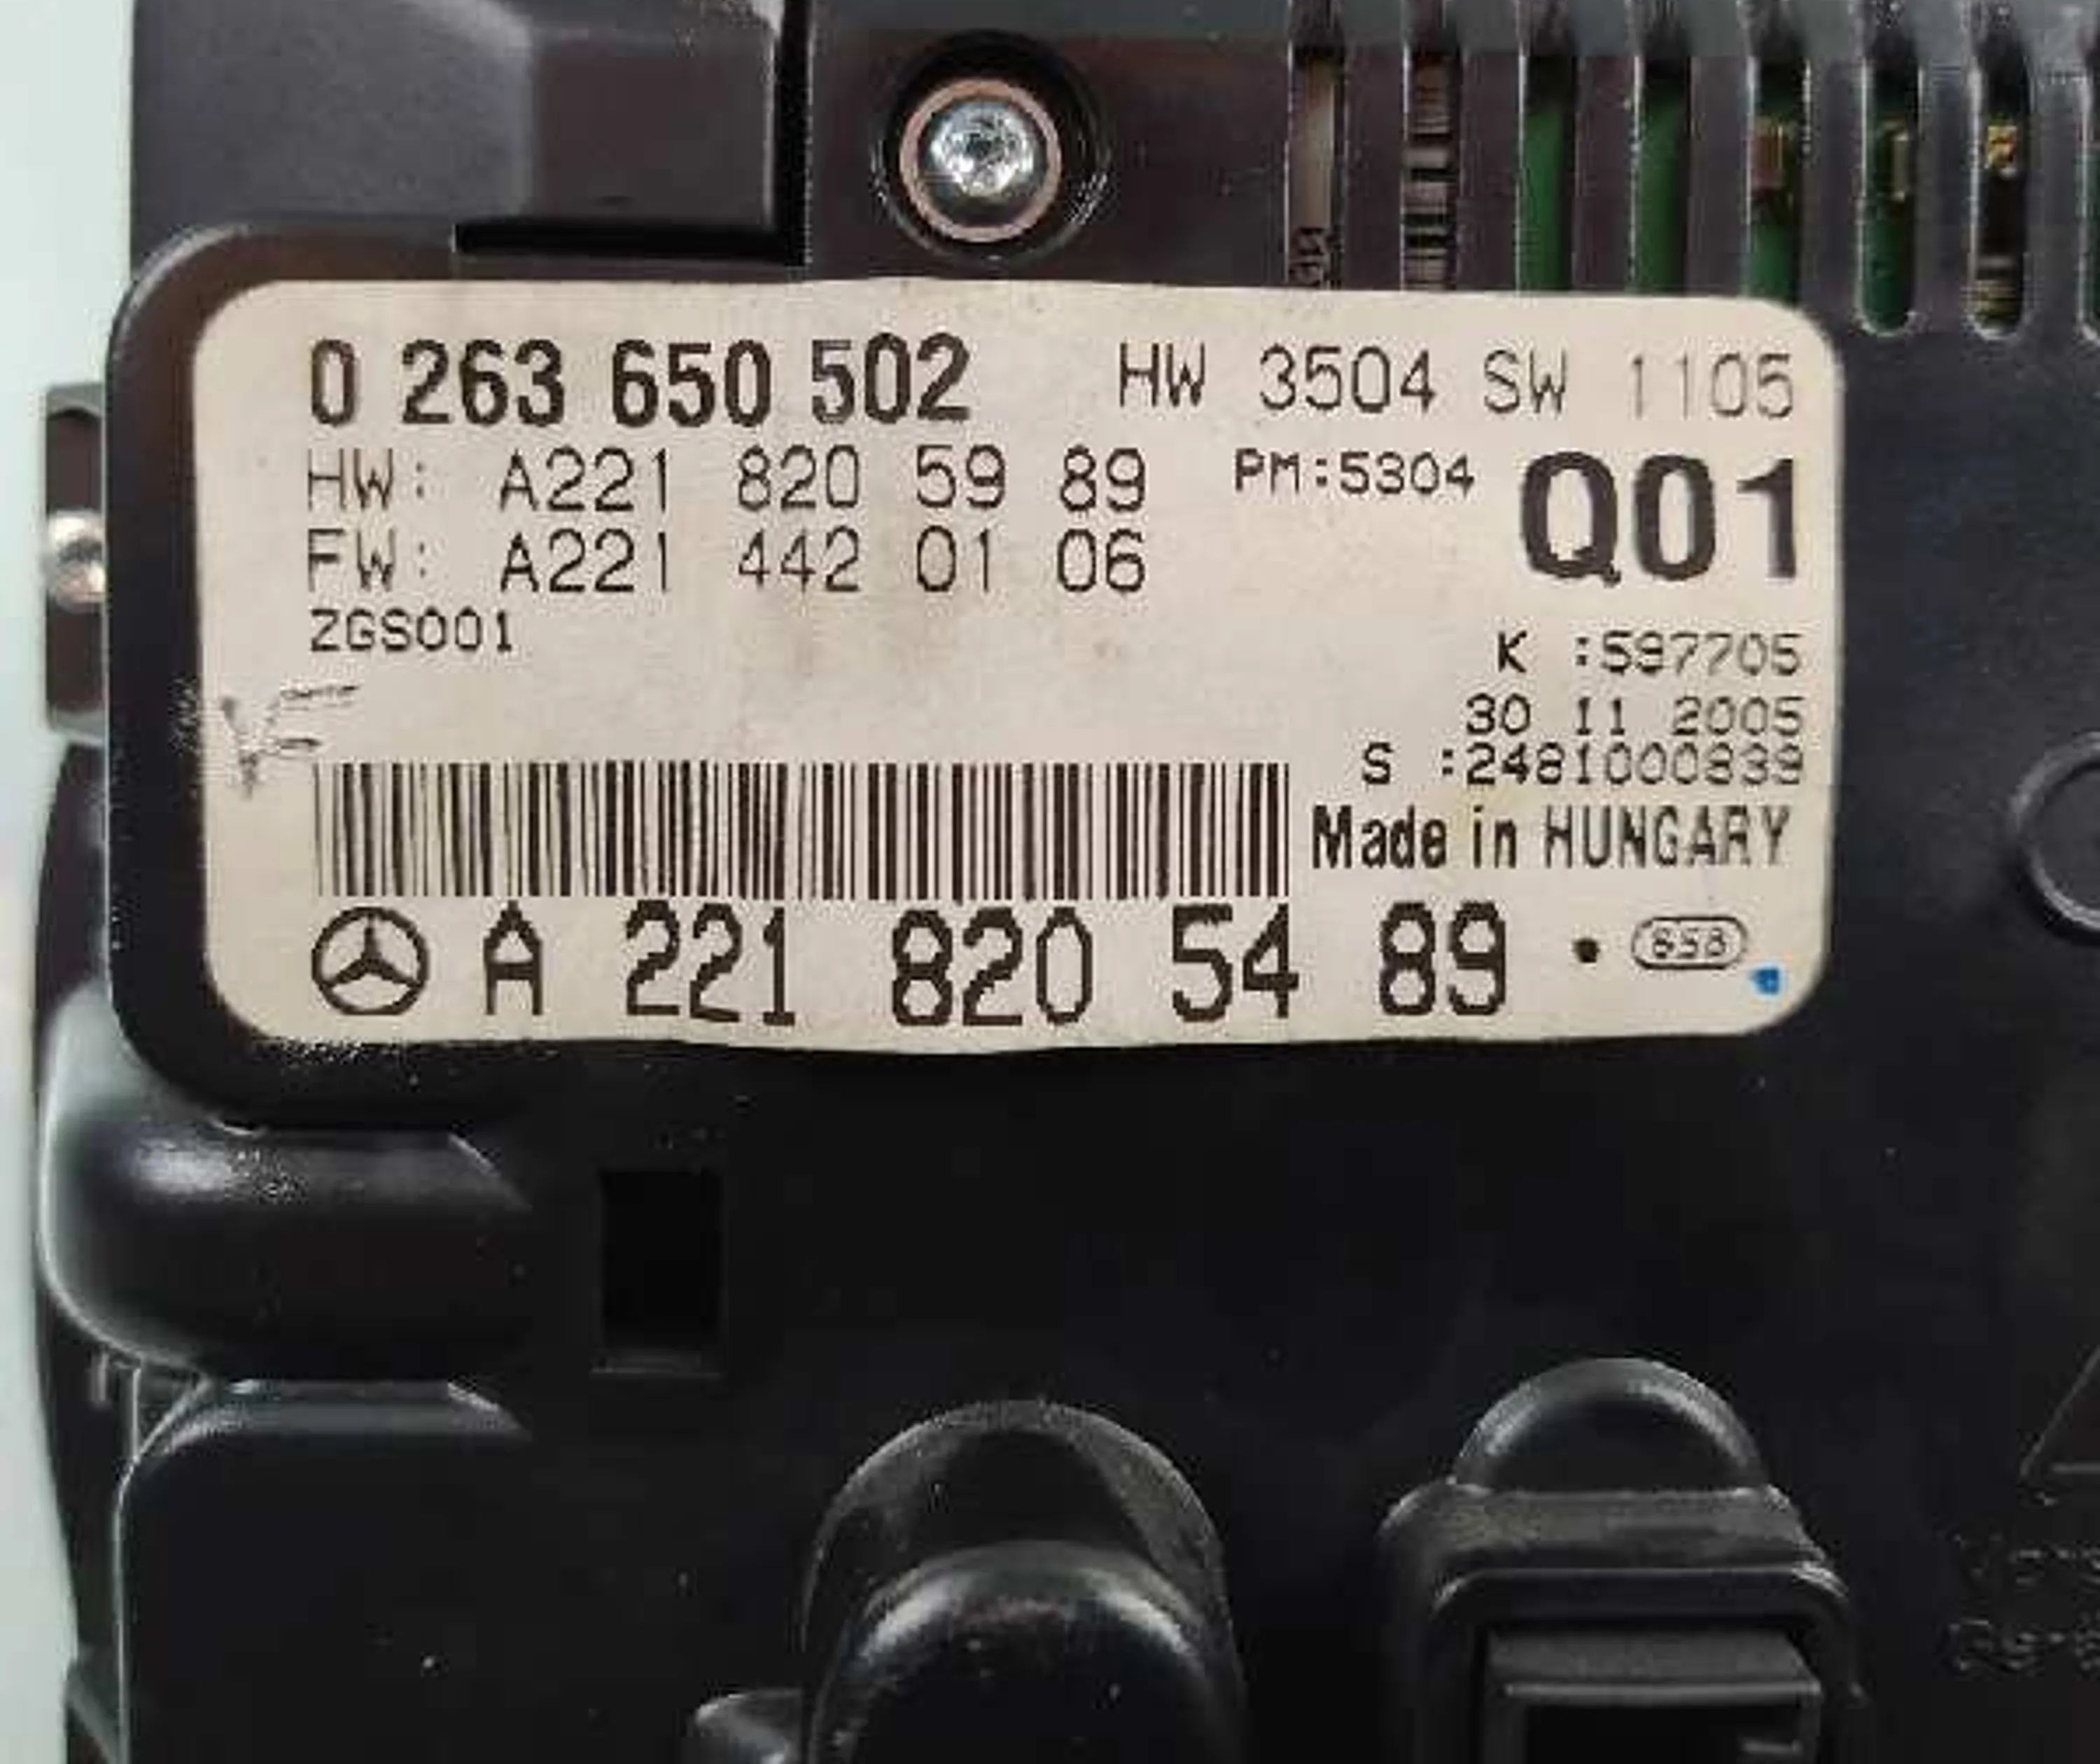 0 263 650 502 HW 3504 SW 1105
HW: A221 820 59 89 PM:5304 Q01
FW: A221 442 01 06
ZGS001
K :597705
30 11 2005
S :2481000839
Made in HUNGARY
A 221 820 54 89 · 858